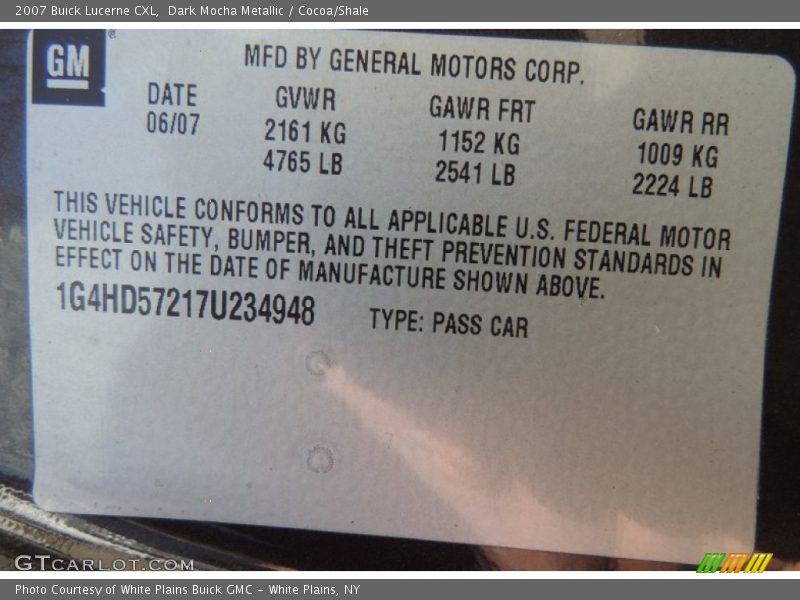 2007 Buick Lucerne CXL,  Dark Mocha Metallic / Cocoa/Shale
GM®
MFD BY GENERAL MOTORS CORP.
DATE GVWR GAWR FRT GAWR RR
06/07 2161 KG 1152 KG 1009 KG
4765 LB 2541 LB 2224 LB
THIS VEHICLE CONFORMS TO ALL APPLICABLE U.S. FEDERAL MOTOR
VEHICLE SAFETY, BUMPER, AND THEFT PREVENTION STANDARDS IN
EFFECT ON THE DATE OF MANUFACTURE SHOWN ABOVE.
1G4HD57217U234948 TYPE: PASS CAR
GTCARLOT.COM
Photo Courtesy of White Plains Buick GMC – White Plains, NY